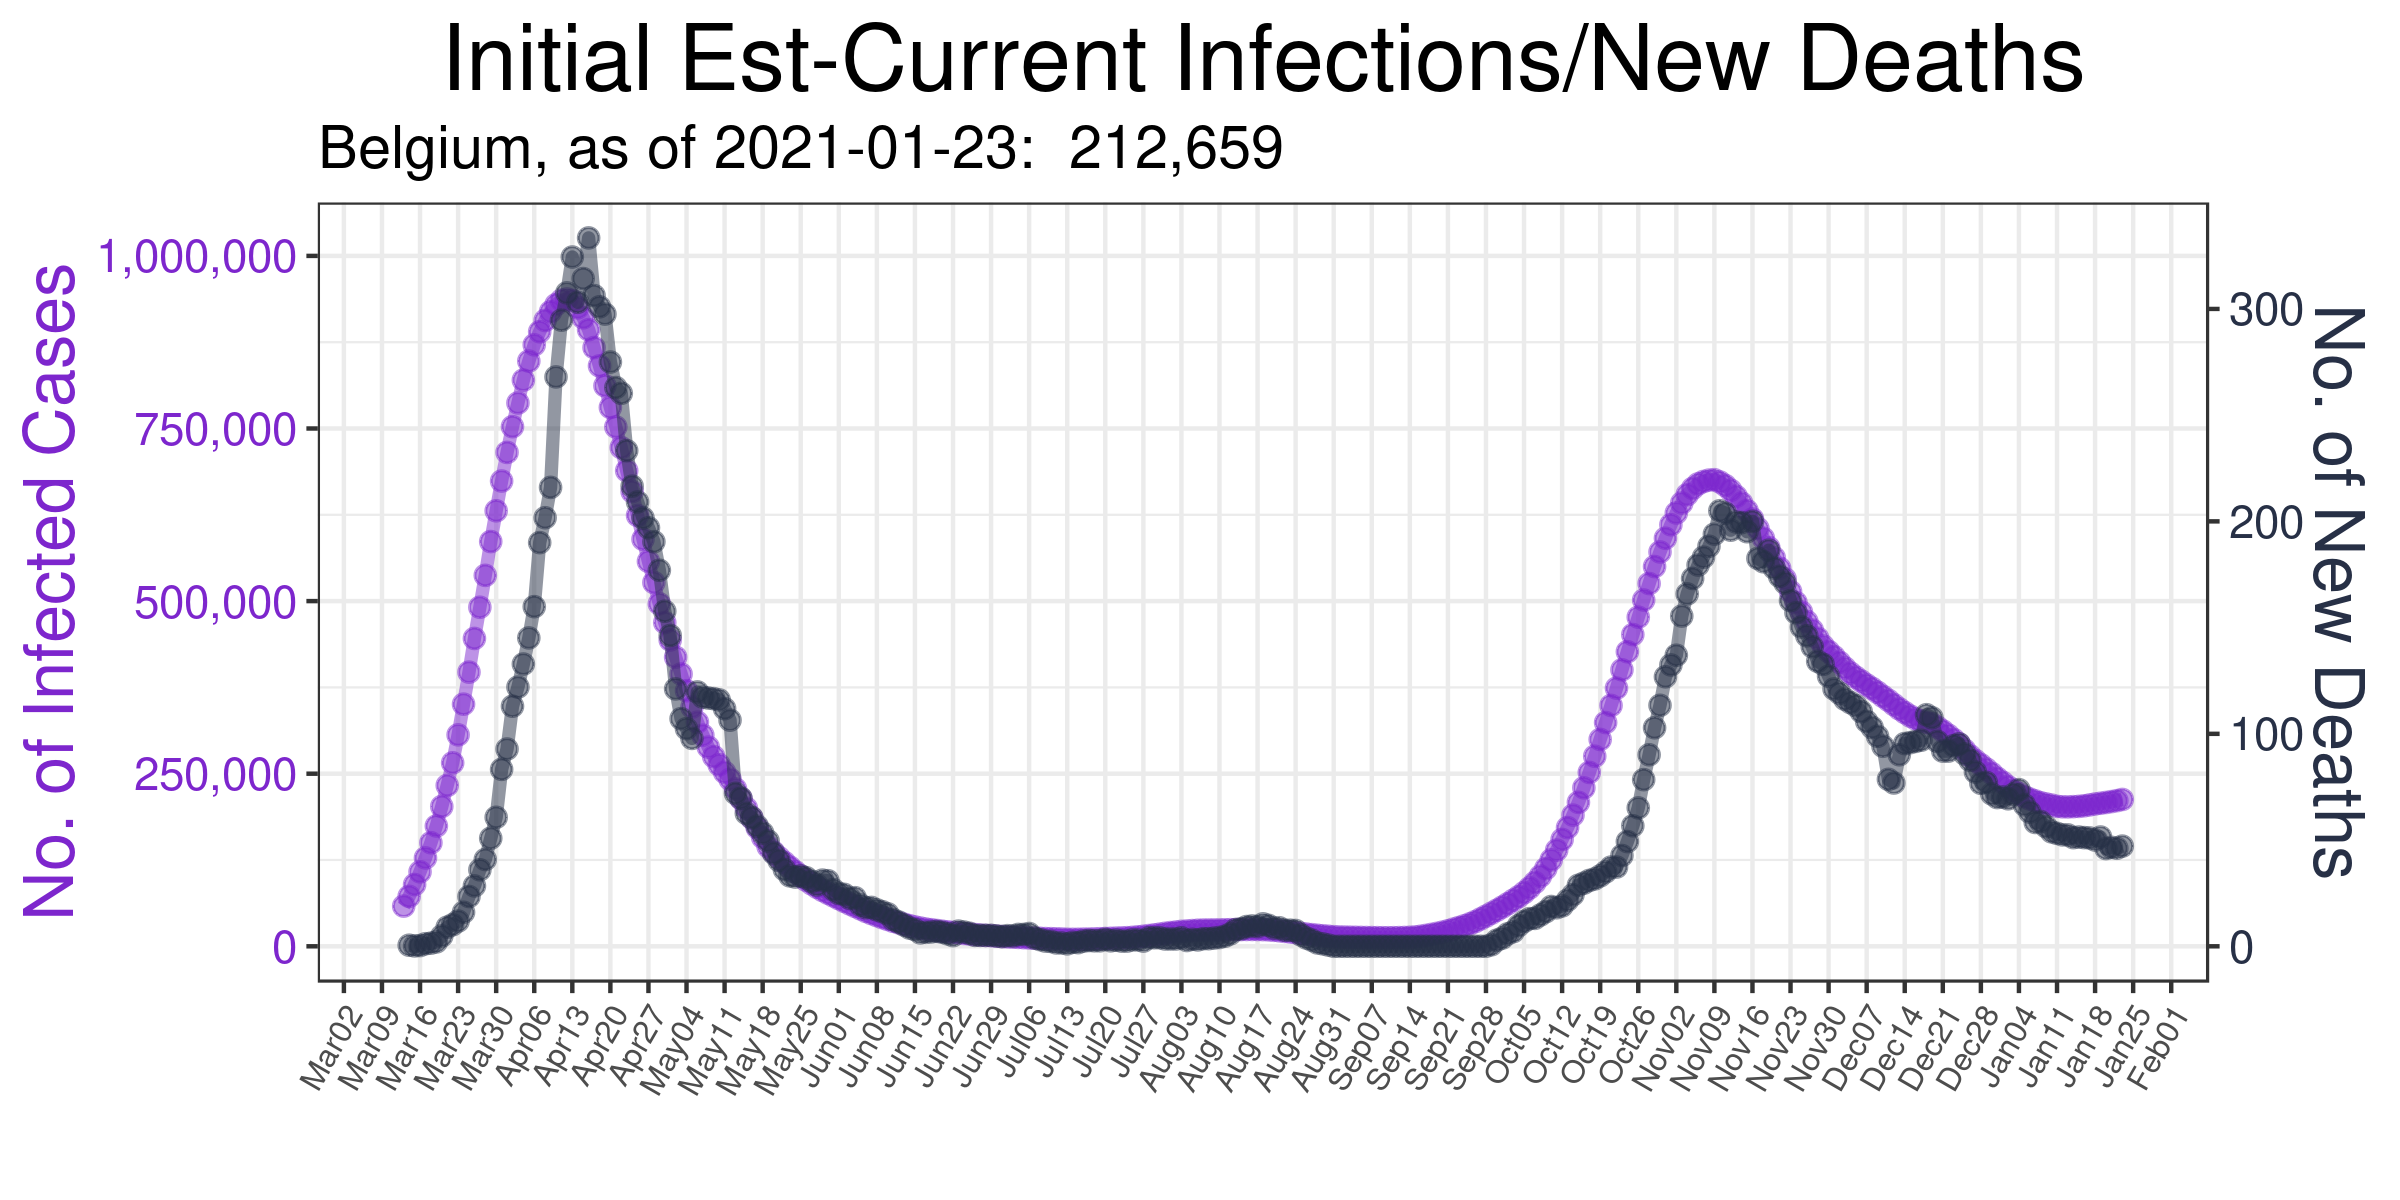 Initial Est-Current Infections/New Deaths
Belgium, as of 2021-01-23:  212,659
No. of Infected Cases
1,000,000
750,000
500,000
250,000
0
300
200
100
0
No. of New Deaths
Mar02
Mar09
Mar16
Mar23
Mar30
Apr06
Apr13
Apr20
Apr27
May04
May11
May18
May25
Jun01
Jun08
Jun15
Jun22
Jun29
Jul06
Jul13
Jul20
Jul27
Aug03
Aug10
Aug17
Aug24
Aug31
Sep07
Sep14
Sep21
Sep28
Oct05
Oct12
Oct19
Oct26
Nov02
Nov09
Nov16
Nov23
Nov30
Dec07
Dec14
Dec21
Dec28
Jan04
Jan11
Jan18
Jan25
Feb01